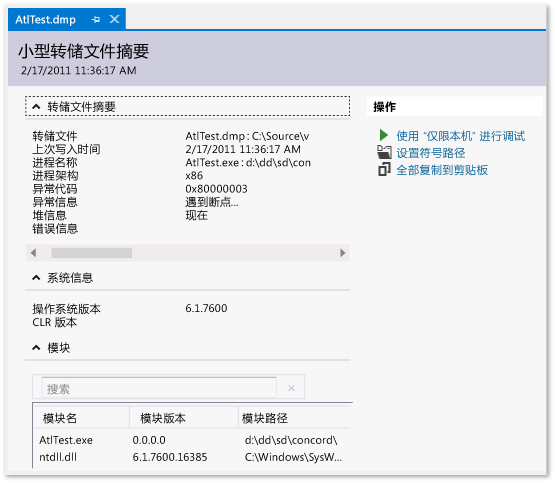 AtlTest.dmp
小型转储文件摘要
2/17/2011 11:36:17 AM
转储文件摘要
转储文件 AtlTest.dmp : C:\Source\v
上次写入时间 2/17/2011 11:36:17 AM
进程名称 AtlTest.exe : d:\dd\sd\con
进程架构 x86
异常代码 0x80000003
异常信息 遇到断点...
堆信息 现在
错误信息
系统信息
操作系统版本 6.1.7600
CLR 版本
模块
搜索
模块名 模块版本 模块路径
AtlTest.exe 0.0.0.0 d:\dd\sd\concord\
ntdll.dll 6.1.7600.16385 C:\Windows\SysW...
操作
使用 “仅限本机” 进行调试
设置符号路径
全部复制到剪贴板